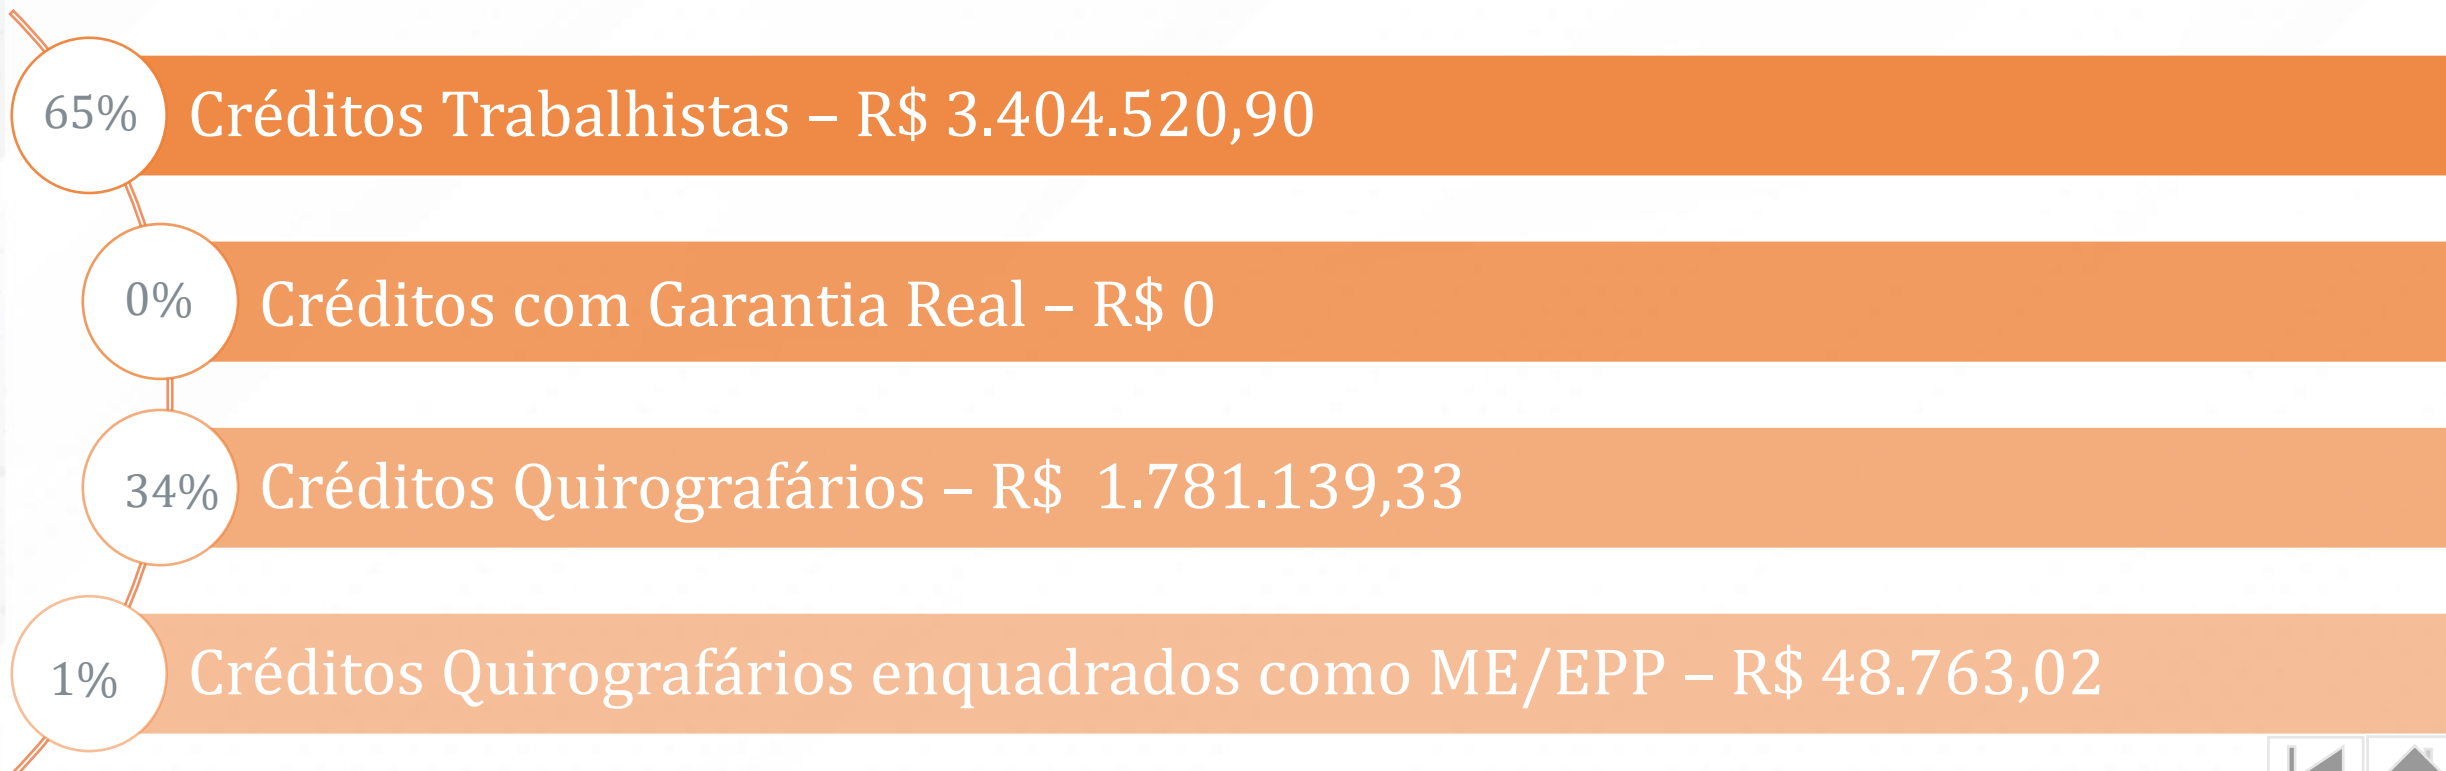 65% Créditos Trabalhistas – R$ 3.404.520,90
0% Créditos com Garantia Real – R$ 0
34% Créditos Quirografários – R$ 1.781.139,33
1% Créditos Quirografários enquadrados como ME/EPP – R$ 48.763,02